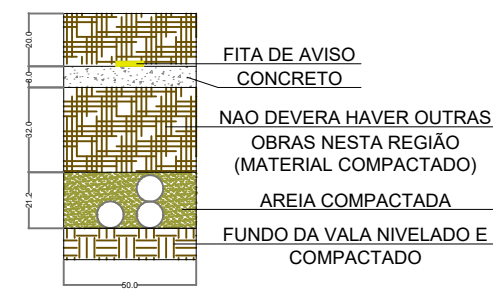 20.0
FITA DE AVISO
8.0
CONCRETO
32.0
NAO DEVERA HAVER OUTRAS
OBRAS NESTA REGIÃO
(MATERIAL COMPACTADO)
21.2
AREIA COMPACTADA
FUNDO DA VALA NIVELADO E
COMPACTADO
50.0